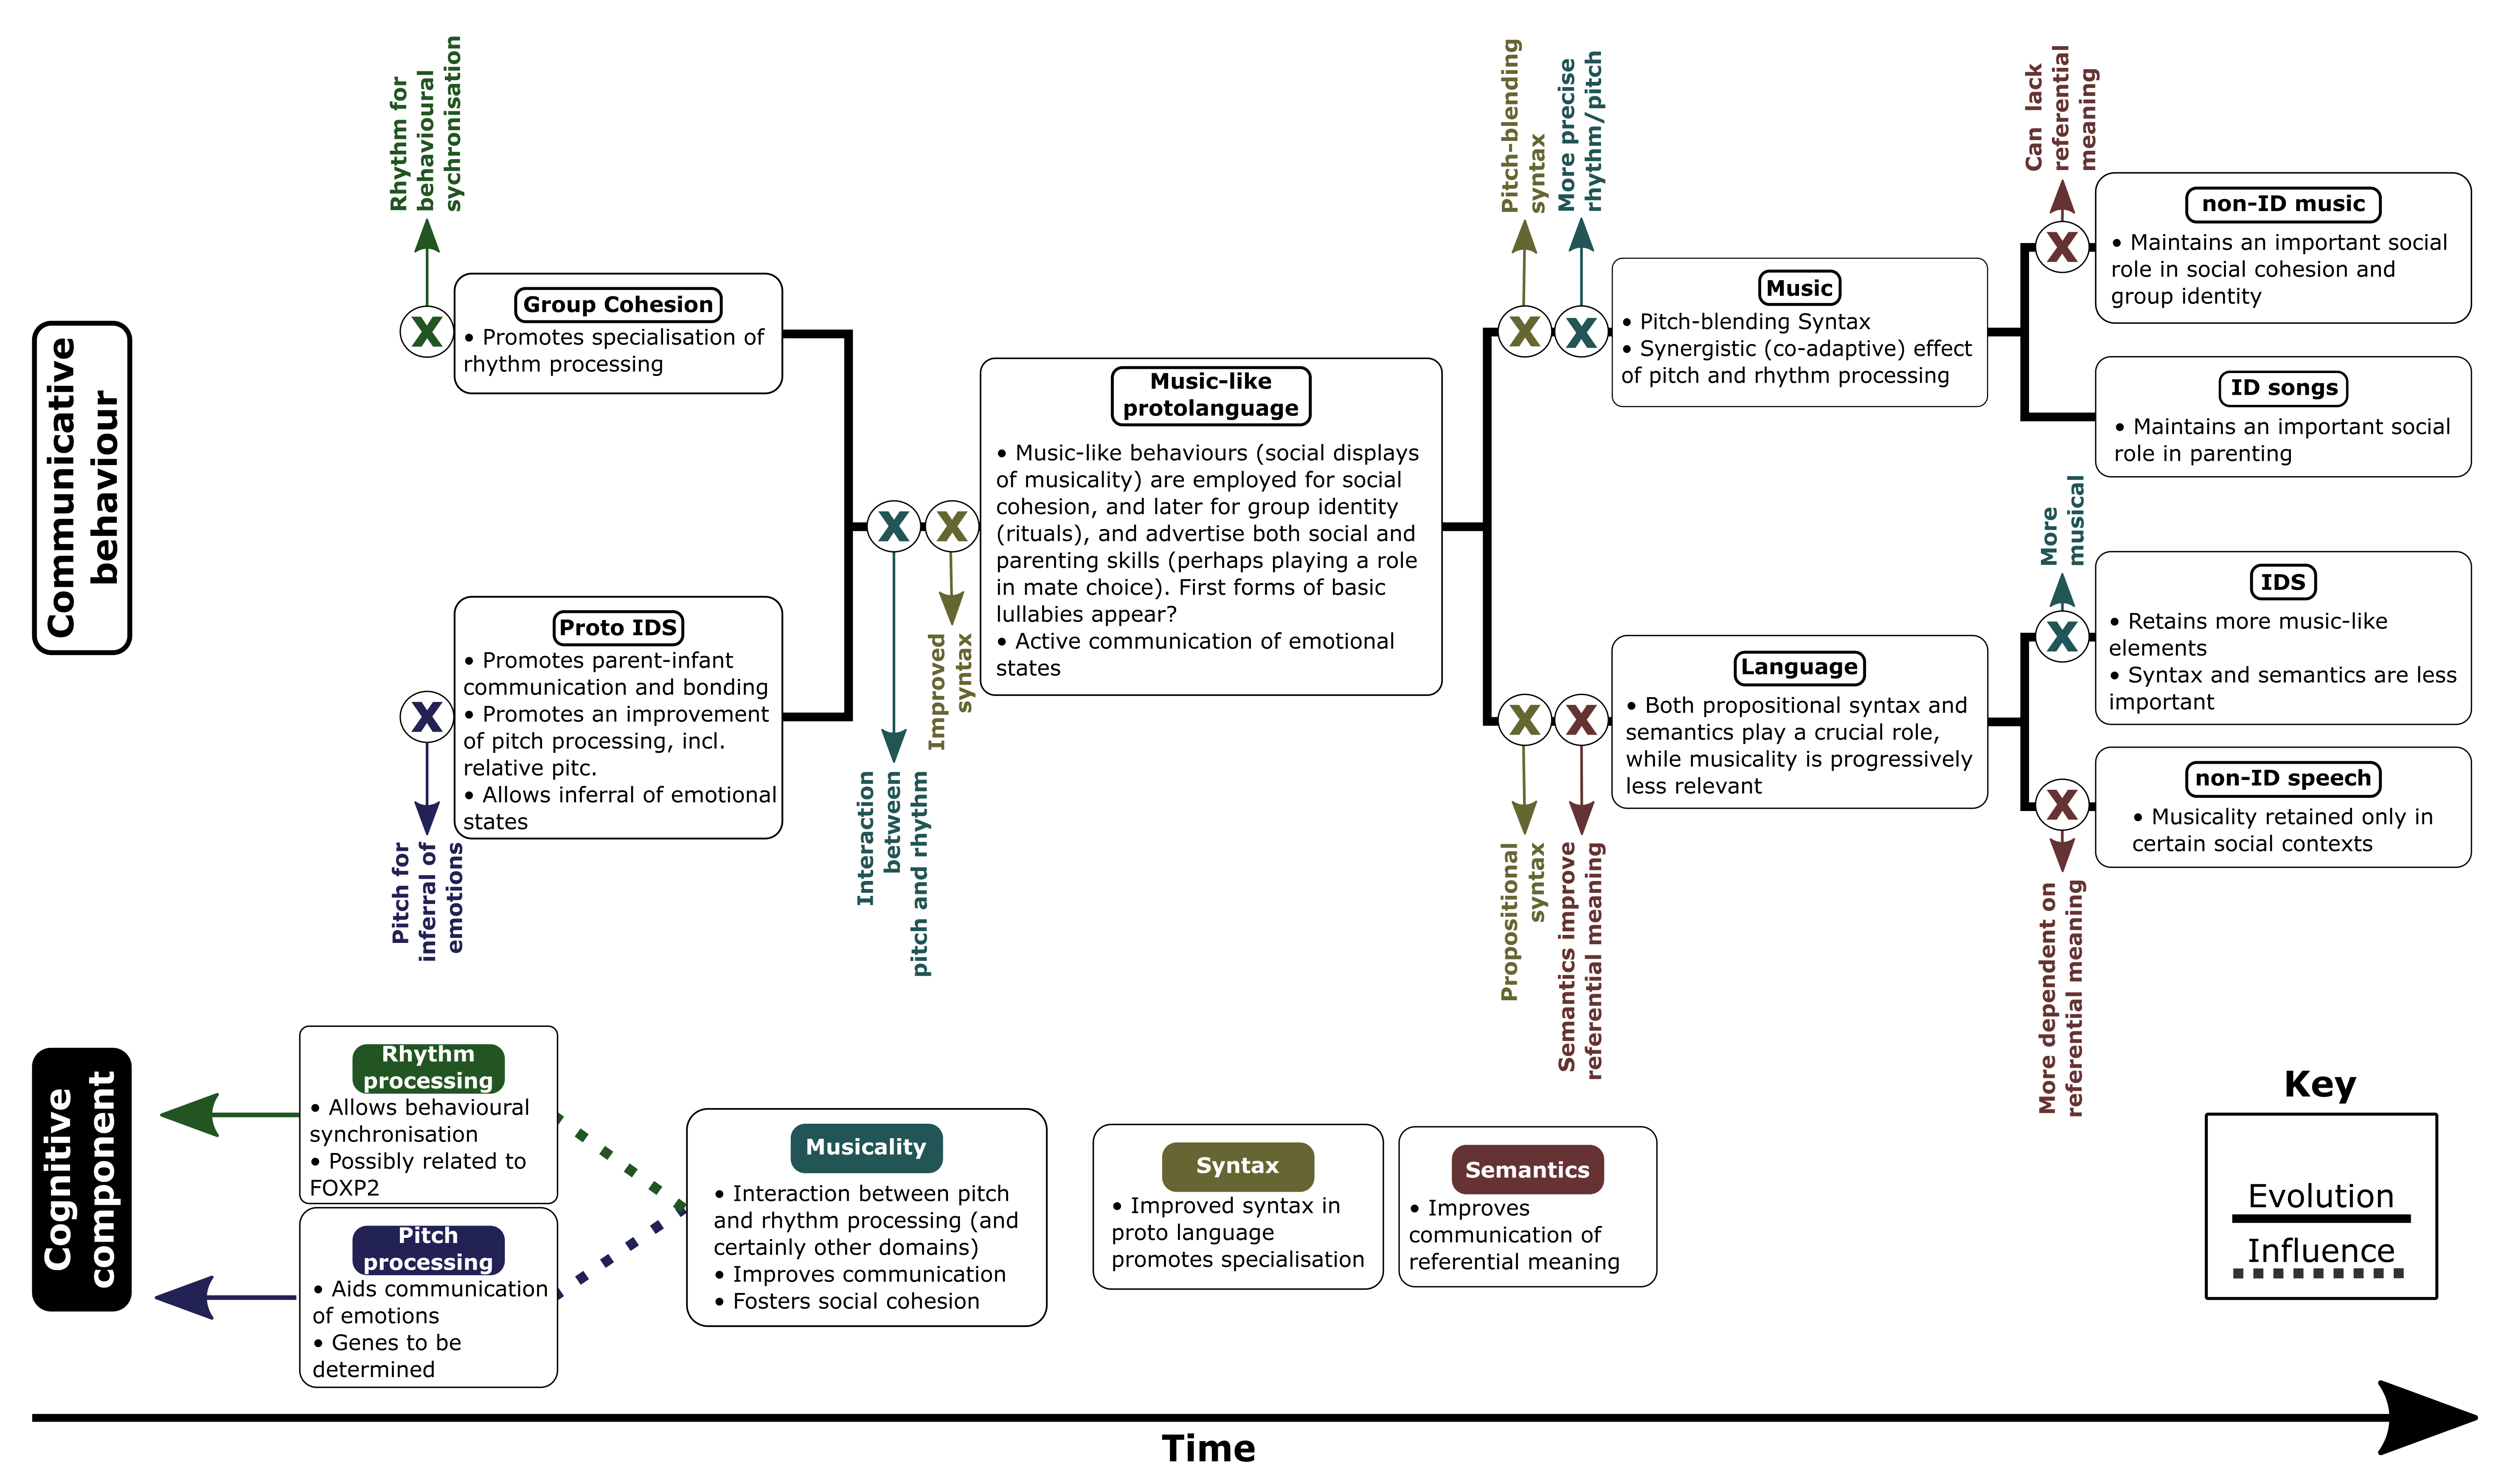 Communicative
behaviour
Rhythm for
behavioural
sychronisation
Group Cohesion
• Promotes specialisation of
rhythm processing
Proto IDS
• Promotes parent-infant
communication and bonding
• Promotes an improvement
of pitch processing, incl.
relative pitc.
• Allows inferral of emotional
states
Pitch for
inferral of
emotions
Interaction
between
pitch and rhythm
Improved
syntax
Music-like
protolanguage
• Music-like behaviours (social displays
of musicality) are employed for social
cohesion, and later for group identity
(rituals), and advertise both social and
parenting skills (perhaps playing a role
in mate choice). First forms of basic
lullabies appear?
• Active communication of emotional
states
Pitch-blending
syntax
More precise
rhythm/pitch
Music
• Pitch-blending Syntax
• Synergistic (co-adaptive) effect
of pitch and rhythm processing
Propositional
syntax
Semantics improve
referential meaning
Language
• Both propositional syntax and
semantics play a crucial role,
while musicality is progressively
less relevant
Can lack
referential
meaning
non-ID music
• Maintains an important social
role in social cohesion and
group identity
ID songs
• Maintains an important social
role in parenting
More
musical
IDS
• Retains more music-like
elements
• Syntax and semantics are less
important
non-ID speech
• Musicality retained only in
certain social contexts
More dependent on
referential meaning
Cognitive
component
Rhythm
processing
• Allows behavioural
synchronisation
• Possibly related to
FOXP2
Pitch
processing
• Aids communication
of emotions
• Genes to be
determined
Musicality
• Interaction between pitch
and rhythm processing (and
certainly other domains)
• Improves communication
• Fosters social cohesion
Syntax
• Improved syntax in
proto language
promotes specialisation
Semantics
• Improves
communication of
referential meaning
Key
Evolution
Influence
Time
X
X
X
X
X
X
X
X
X
X
X